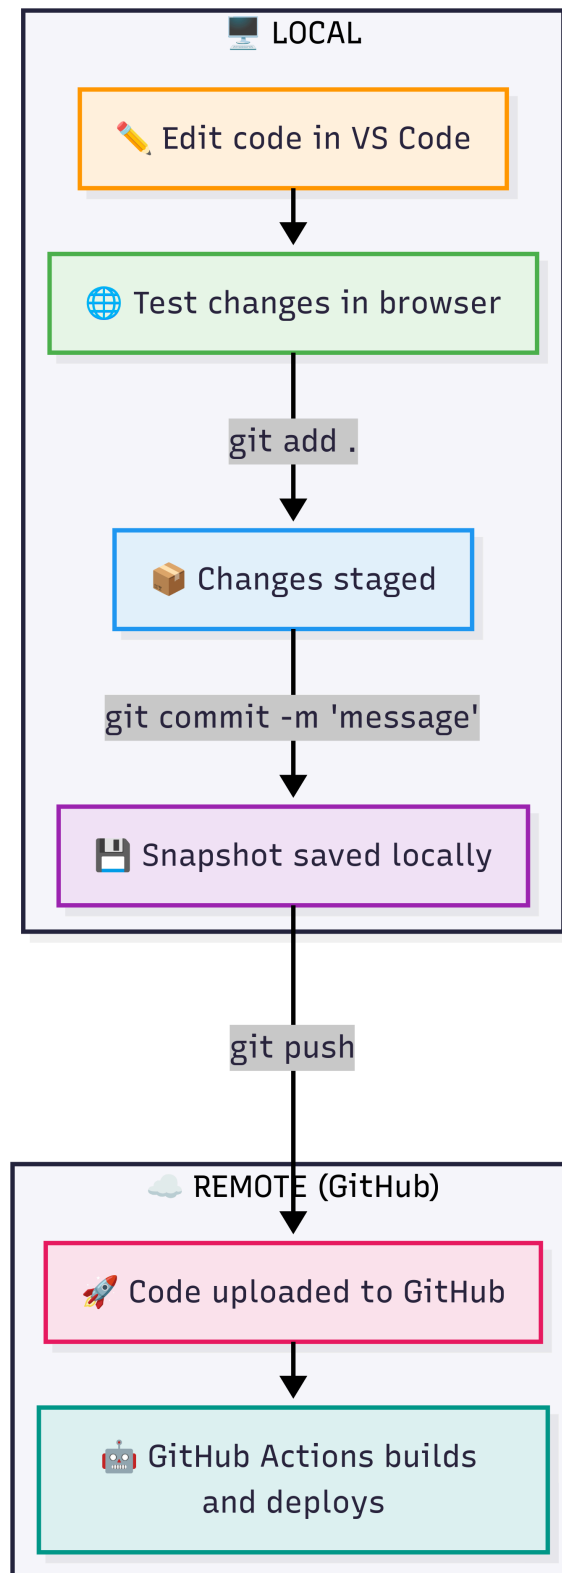 🖥️ LOCAL
✏️ Edit code in VS Code
🌐 Test changes in browser
git add .
📦 Changes staged
git commit -m 'message'
💾 Snapshot saved locally
git push
☁️ REMOTE (GitHub)
🚀 Code uploaded to GitHub
🤖 GitHub Actions builds
and deploys